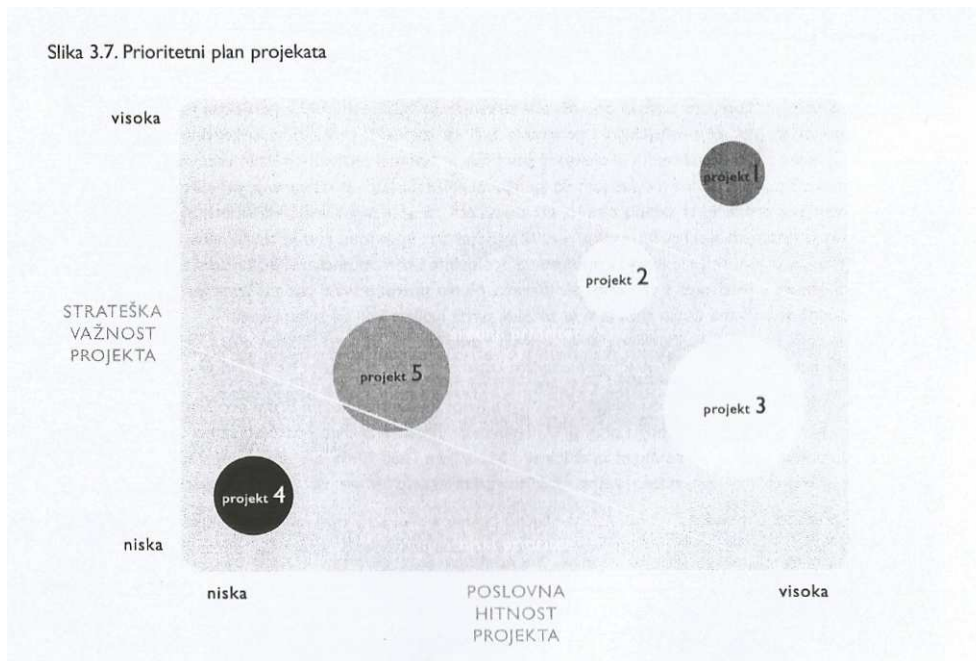 Slika 3.7. Prioritetni plan projekata
visoka
projekt 1
projekt 2
STRATEŠKA
VAŽNOST
PROJEKTA
projekt 5
projekt 3
projekt 4
niska
niska
POSLOVNA
HITNOST
PROJEKTA
visoka